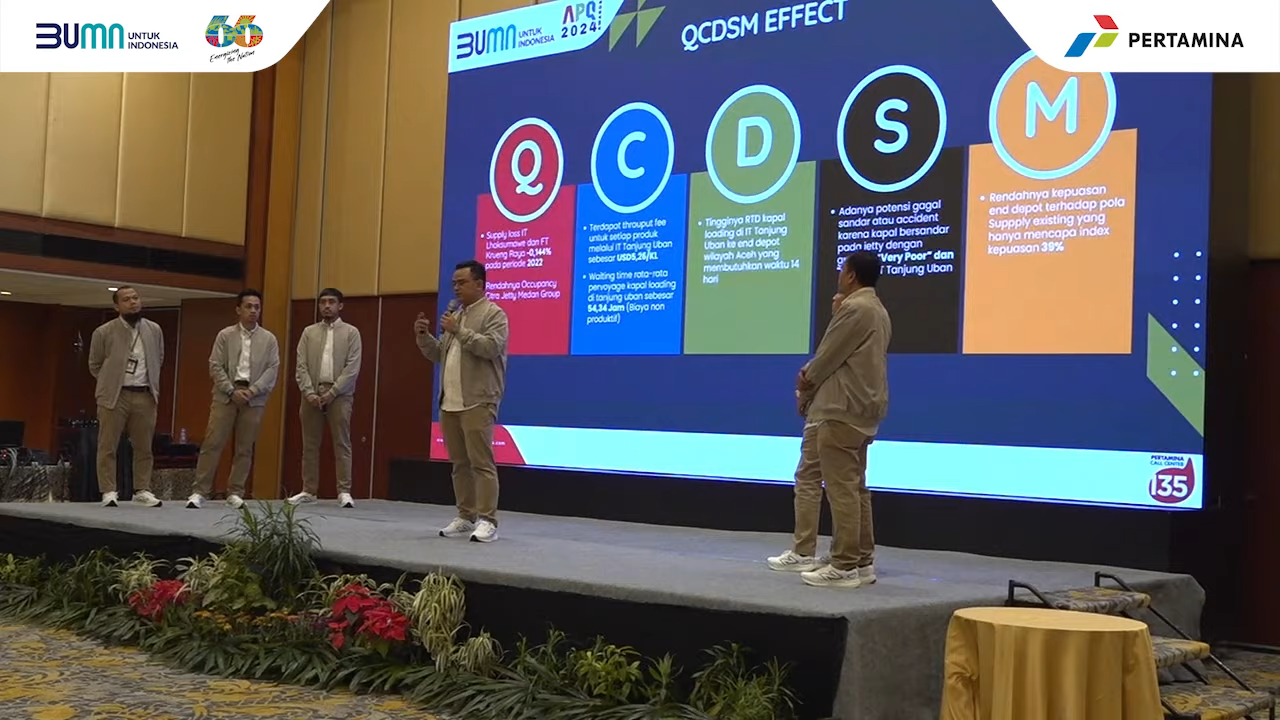 BUMN UNTUK
INDONESIA
66
Energizing
The Nation
PERTAMINA
BUMN UNTUK
INDONESIA
APQ
2024
QCDSM EFFECT
Q
C
D
S
M
• Supply loss IT
Lhokseumawe dan FT
Krueng Raya -0,144%
pada periode 2022
Rendahnya Occupancy
Jetty Medan Group
• Terdapat throuput fee
untuk setiap produk
melalui IT Tanjung Uban
sebesar USD5,26/KL
• Waiting time rata-rata
pervoyage kapal loading
di tanjung uban sebesar
54,34 Jam (Biaya non
produktif)
• Tingginya RTD kapal
loading di IT Tanjung
Uban ke end depot
wilayah Aceh yang
membutuhkan waktu 14
hari
• Adanya potensi gagal
sandar atau accident
karena kapal bersandar
pada jetty dengan
"Very Poor" dan
IT Tanjung Uban
• Rendahnya kepuasan
end depot terhadap pola
Suppply existing yang
hanya mencapa index
kepuasan 39%
PERTAMINA
CALL CENTER
135